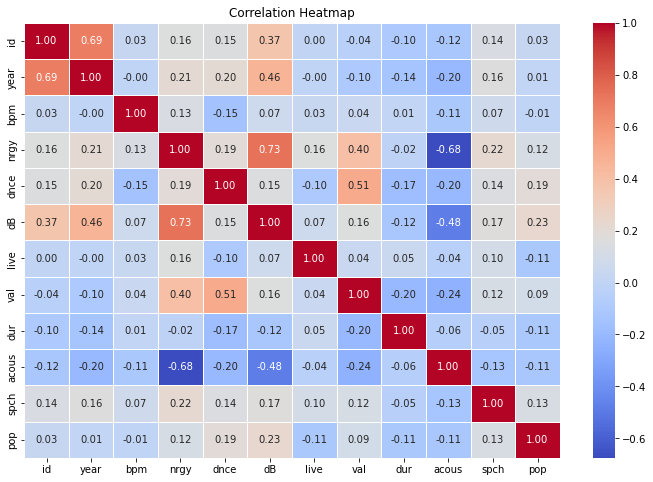 Correlation Heatmap
id 1.00 0.69 0.03 0.16 0.15 0.37 0.00 -0.04 -0.10 -0.12 0.14 0.03
year 0.69 1.00 -0.00 0.21 0.20 0.46 -0.00 -0.10 -0.14 -0.20 0.16 0.01
bpm 0.03 -0.00 1.00 0.13 -0.15 0.07 0.03 0.04 0.01 -0.11 0.07 -0.01
nrgy 0.16 0.21 0.13 1.00 0.19 0.73 0.16 0.40 -0.02 -0.68 0.22 0.12
dnce 0.15 0.20 -0.15 0.19 1.00 0.15 -0.10 0.51 -0.17 -0.20 0.14 0.19
dB 0.37 0.46 0.07 0.73 0.15 1.00 0.07 0.16 -0.12 -0.48 0.17 0.23
live 0.00 -0.00 0.03 0.16 -0.10 0.07 1.00 0.04 0.05 -0.04 0.10 -0.11
val -0.04 -0.10 0.04 0.40 0.51 0.16 0.04 1.00 -0.20 -0.24 0.12 0.09
dur -0.10 -0.14 0.01 -0.02 -0.17 -0.12 0.05 -0.20 1.00 -0.06 -0.05 -0.11
acous -0.12 -0.20 -0.11 -0.68 -0.20 -0.48 -0.04 -0.24 -0.06 1.00 -0.13 -0.11
spch 0.14 0.16 0.07 0.22 0.14 0.17 0.10 0.12 -0.05 -0.13 1.00 0.13
pop 0.03 0.01 -0.01 0.12 0.19 0.23 -0.11 0.09 -0.11 -0.11 0.13 1.00
id year bpm nrgy dnce dB live val dur acous spch pop
1.0
0.8
0.6
0.4
0.2
0.0
−0.2
−0.4
−0.6